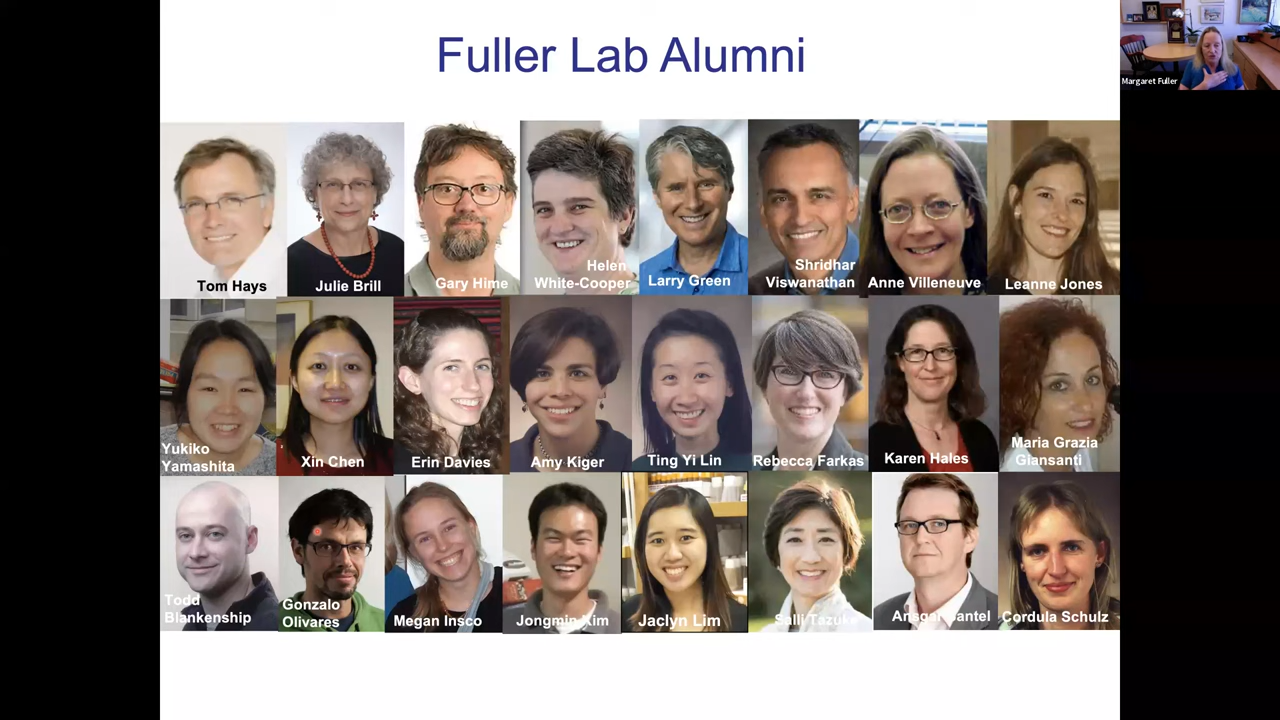 Fuller Lab Alumni
Margaret Fuller
Tom Hays
Julie Brill
Gary Hime
Helen
White-Cooper
Larry Green
Shridhar
Viswanathan
Anne Villeneuve
Leanne Jones
Yukiko
Yamashita
Xin Chen
Erin Davies
Amy Kiger
Ting Yi Lin
Rebecca Farkas
Karen Hales
Maria Grazia
Giansanti
Todd
Blankenship
Gonzalo
Olivares
Megan Insco
Jongmin Kim
Jaclyn Lim
Salli Tazuke
Cordula Schulz